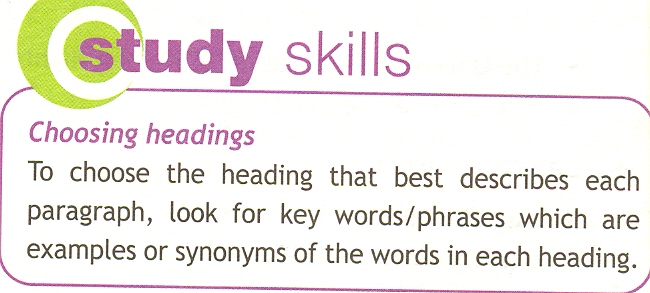 study skills
Choosing headings
To choose the heading that best describes each
paragraph, look for key words/phrases which are
examples or synonyms of the words in each heading.